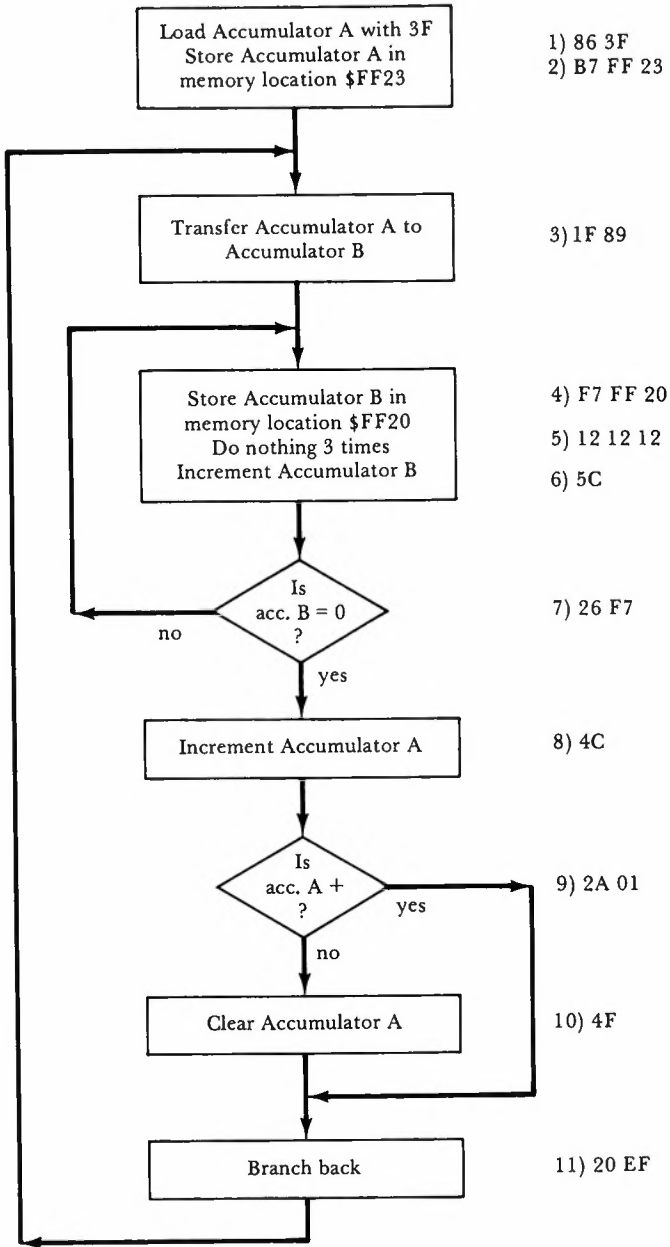 Load Accumulator A with 3F
Store Accumulator A in
memory location $FF23
1) 86 3F
2) B7 FF 23
Transfer Accumulator A to
Accumulator B
3) 1F 89
Store Accumulator B in
memory location $FF20
Do nothing 3 times
Increment Accumulator B
4) F7 FF 20
5) 12 12 12
6) 5C
Is
acc. B = 0
?
no
yes
7) 26 F7
Increment Accumulator A
8) 4C
Is
acc. A +
?
yes
no
9) 2A 01
Clear Accumulator A
10) 4F
Branch back
11) 20 EF